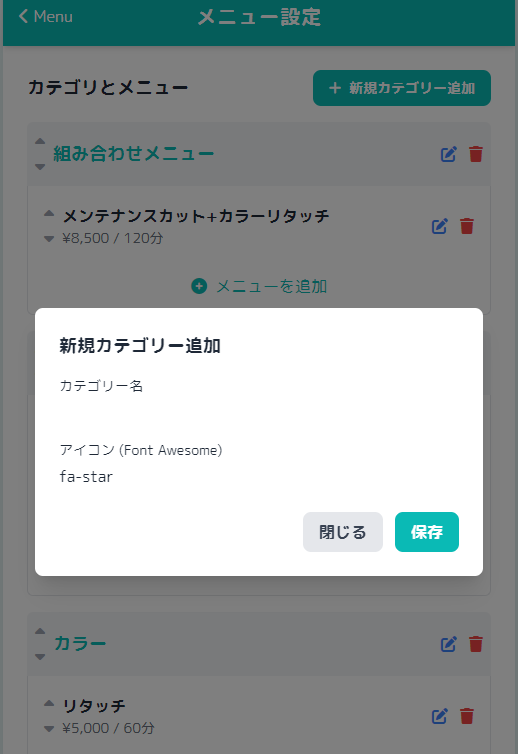 Menu
メニュー設定
カテゴリとメニュー
新規カテゴリー追加
組み合わせメニュー
メンテナンスカット+カラーリタッチ
¥8,500 / 120分
メニューを追加
新規カテゴリー追加
カテゴリー名
アイコン (Font Awesome)
fa-star
閉じる
保存
カラー
リタッチ
¥5,000 / 60分